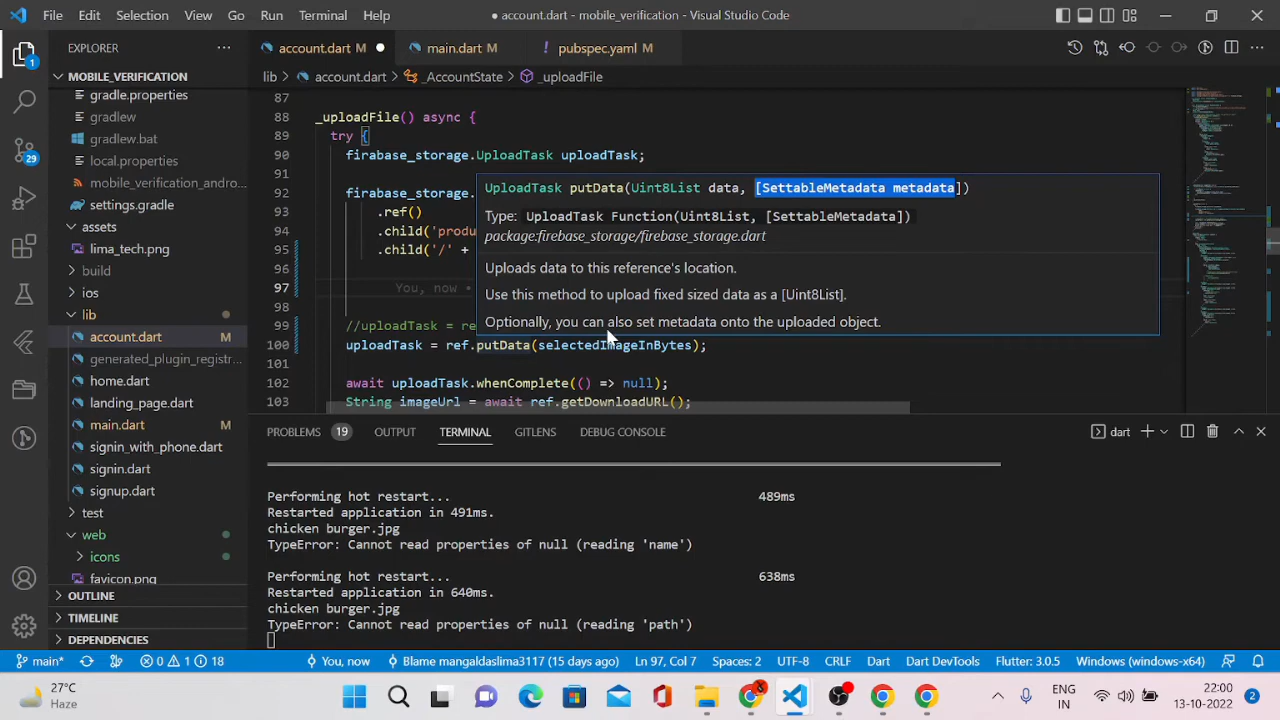 File Edit Selection View Go Run Terminal Help
● account.dart - mobile_verification - Visual Studio Code
EXPLORER
account.dart M
main.dart M
pubspec.yaml M
MOBILE_VERIFICATION
lib > account.dart > _AccountState > _uploadFile
gradle.properties
gradlew
gradlew.bat
local.properties
mobile_verification_android
settings.gradle
assets
lima_tech.png
build
ios
lib
account.dart
generated_plugin_registr
home.dart
landing_page.dart
main.dart M
signin_with_phone.dart
signin.dart
signup.dart
test
web
icons
favicon.png
OUTLINE
TIMELINE
DEPENDENCIES
1
29
87
88 _uploadFile() async {
89 try {
90 firabase_storage.UploadTask uploadTask;
91
92 firabase_storage.
93 .ref()
94 .child('produ
95 .child('/' +
96
97 You, now •
98
99 //uploadTask = re
100 uploadTask = ref.putData(selectedImageInBytes);
101
102 await uploadTask.whenComplete(() => null);
103 String imageUrl = await ref.getDownloadURL();
UploadTask putData(Uint8List data, [SettableMetadata metadata])
Type: UploadTask Function(Uint8List, [SettableMetadata])
package:firebase_storage/firebase_storage.dart
Uploads data to this reference's location.
Use this method to upload fixed sized data as a [Uint8List].
Optionally, you can also set metadata onto the uploaded object.
PROBLEMS 19 OUTPUT TERMINAL GITLENS DEBUG CONSOLE
dart
Performing hot restart... 489ms
Restarted application in 491ms.
chicken burger.jpg
TypeError: Cannot read properties of null (reading 'name')
Performing hot restart... 638ms
Restarted application in 640ms.
chicken burger.jpg
TypeError: Cannot read properties of null (reading 'path')
main* 0 1 18 You, now Blame mangaldaslima3117 (15 days ago) Ln 97, Col 7 Spaces: 2 UTF-8 CRLF Dart Dart DevTools Flutter: 3.0.5 Windows (windows-x64)
27°C
Haze
ENG
IN
22:00
13-10-2022
2